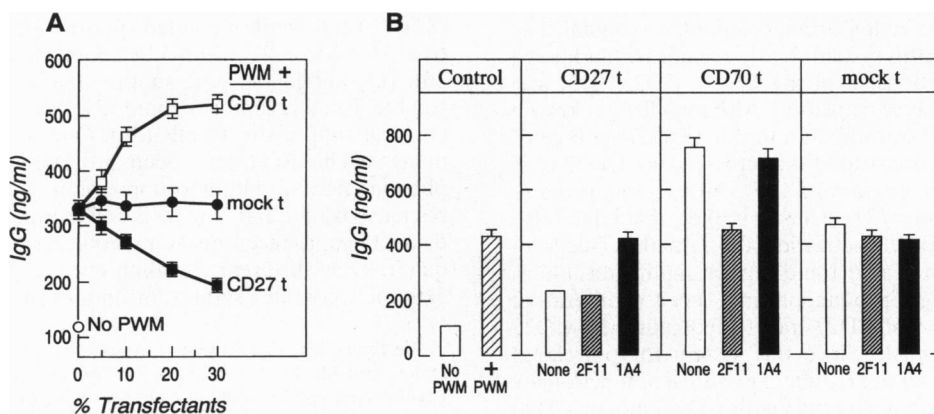 A
600
PWM +
500
CD70 t
400
mock t
300
200
CD27 t
100
No PWM
0 10 20 30
% Transfectants
IgG (ng/ml)
B
Control CD27 t CD70 t mock t
800
600
400
200
0
No PWM + PWM None 2F11 1A4 None 2F11 1A4 None 2F11 1A4
IgG (ng/ml)